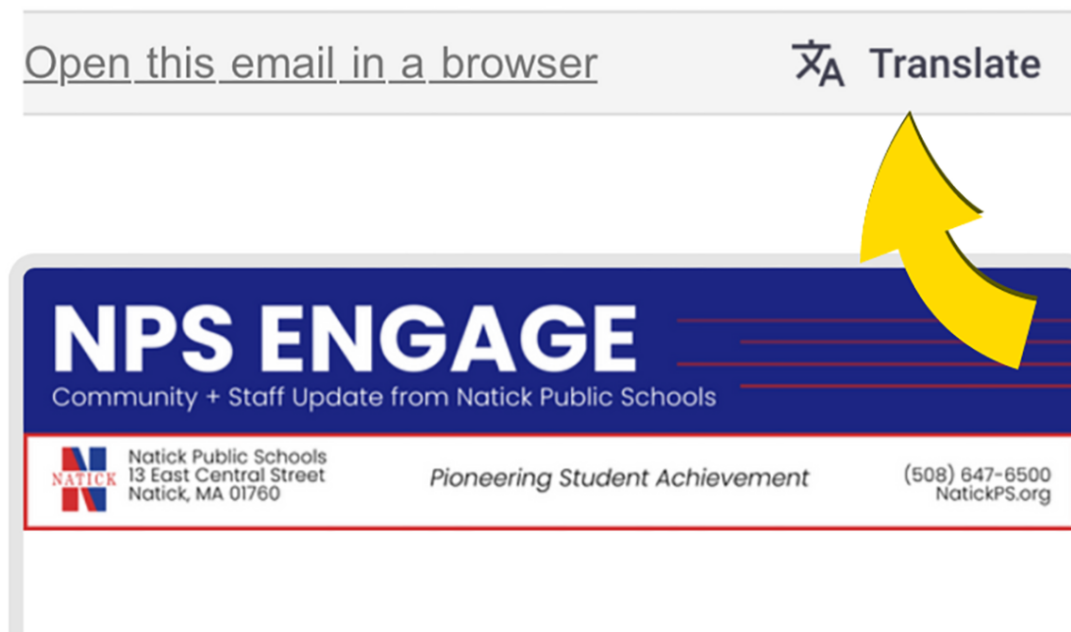 Open this email in a browser
Translate
NPS ENGAGE
Community + Staff Update from Natick Public Schools
NATICK
Natick Public Schools
13 East Central Street
Natick, MA 01760
Pioneering Student Achievement
(508) 647-6500
NatickPS.org